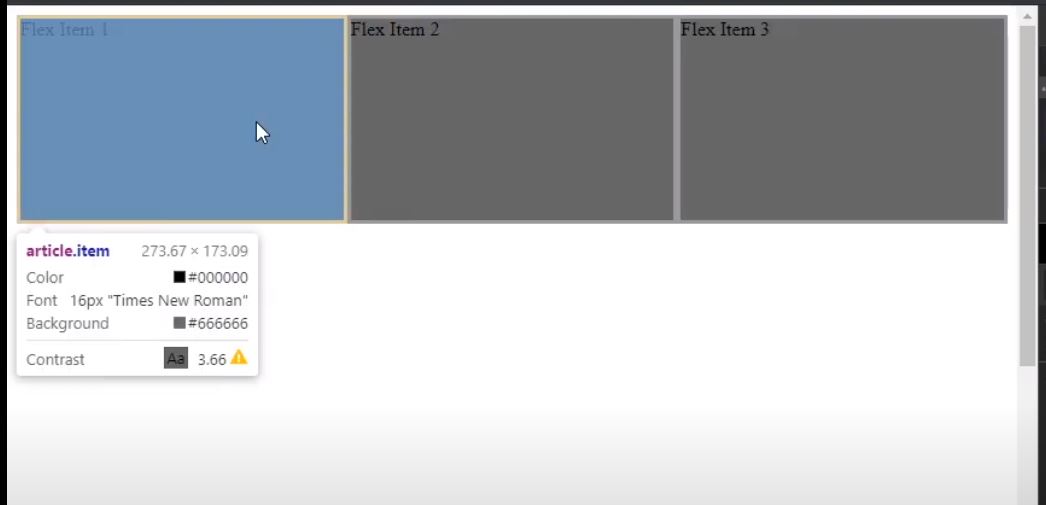 Flex Item 1 Flex Item 2 Flex Item 3
article.item 273.67 × 173.09
Color #000000
Font 16px "Times New Roman"
Background #666666
Contrast Aa 3.66